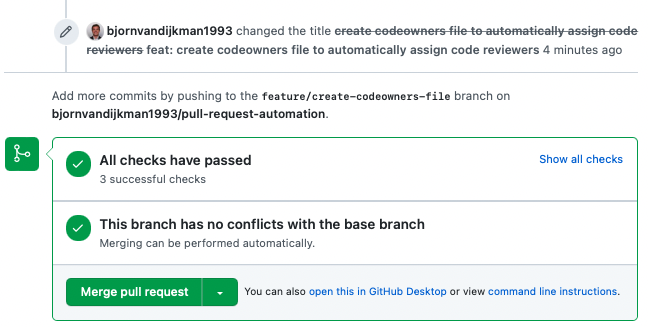 bjornvandijkman1993 changed the title create codeowners file to automatically assign code
reviewers feat: create codeowners file to automatically assign code reviewers 4 minutes ago
Add more commits by pushing to the feature/create-codeowners-file branch on
bjornvandijkman1993/pull-request-automation.
All checks have passed
Show all checks
3 successful checks
This branch has no conflicts with the base branch
Merging can be performed automatically.
Merge pull request
You can also open this in GitHub Desktop or view command line instructions.